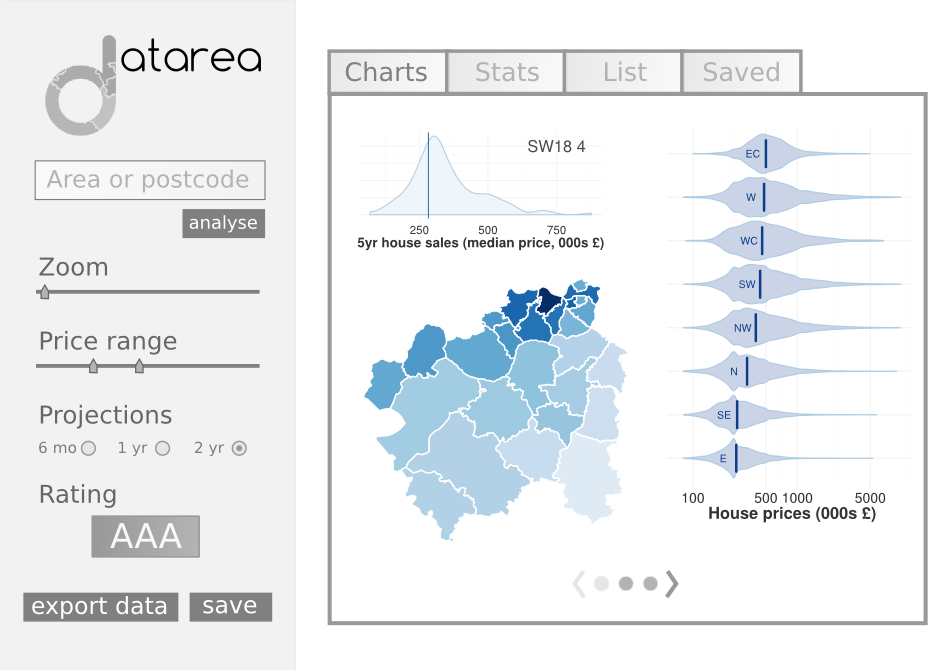 datarea
Area or postcode
analyse
Zoom
Price range
Projections
6 mo 1 yr 2 yr
Rating
AAA
export data save
Charts Stats List Saved
SW18 4
250 500 750
5yr house sales (median price, 000s £)
EC
W
WC
SW
NW
N
SE
E
100 500 1000 5000
House prices (000s £)